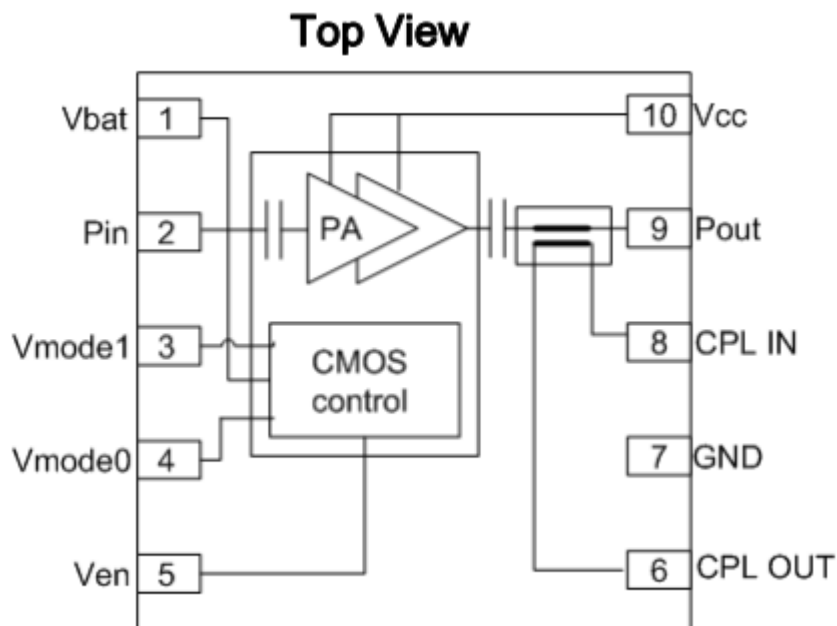 Top View
Vbat 1
10 Vcc
Pin 2
PA
9 Pout
Vmode1 3
CMOS
control
8 CPL IN
Vmode0 4
7 GND
Ven 5
6 CPL OUT